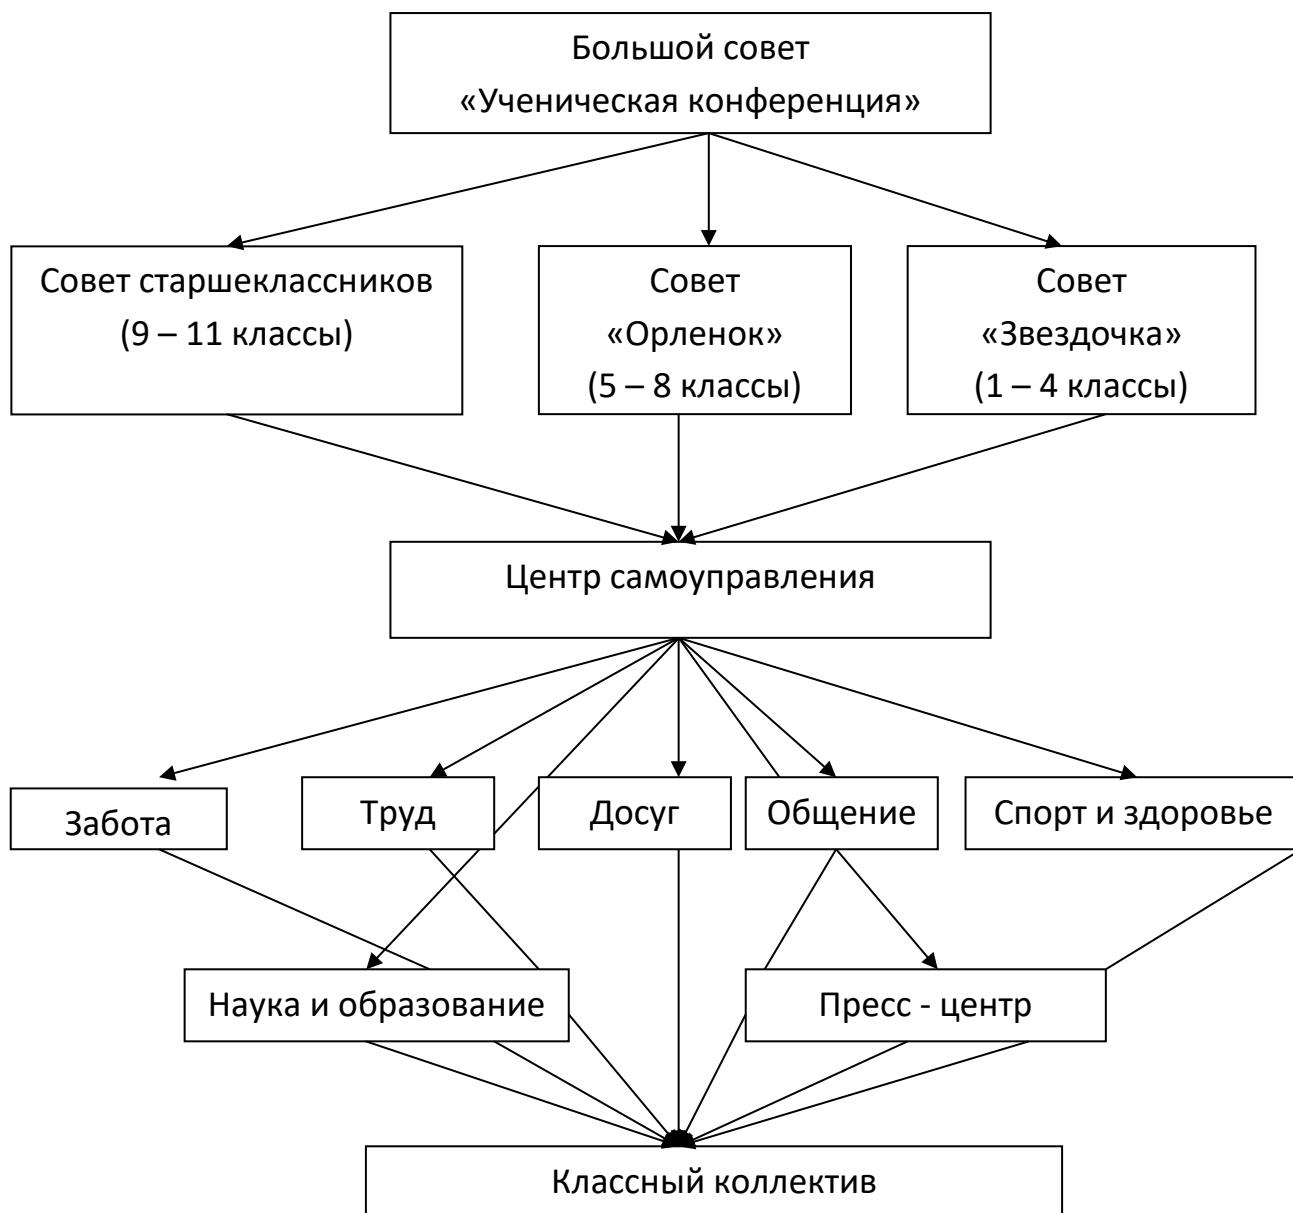 Большой совет
«Ученическая конференция»
Совет старшеклассников
(9 – 11 классы)
Совет
«Орленок»
(5 – 8 классы)
Совет
«Звездочка»
(1 – 4 классы)
Центр самоуправления
Забота
Труд
Досуг
Общение
Спорт и здоровье
Наука и образование
Пресс - центр
Классный коллектив